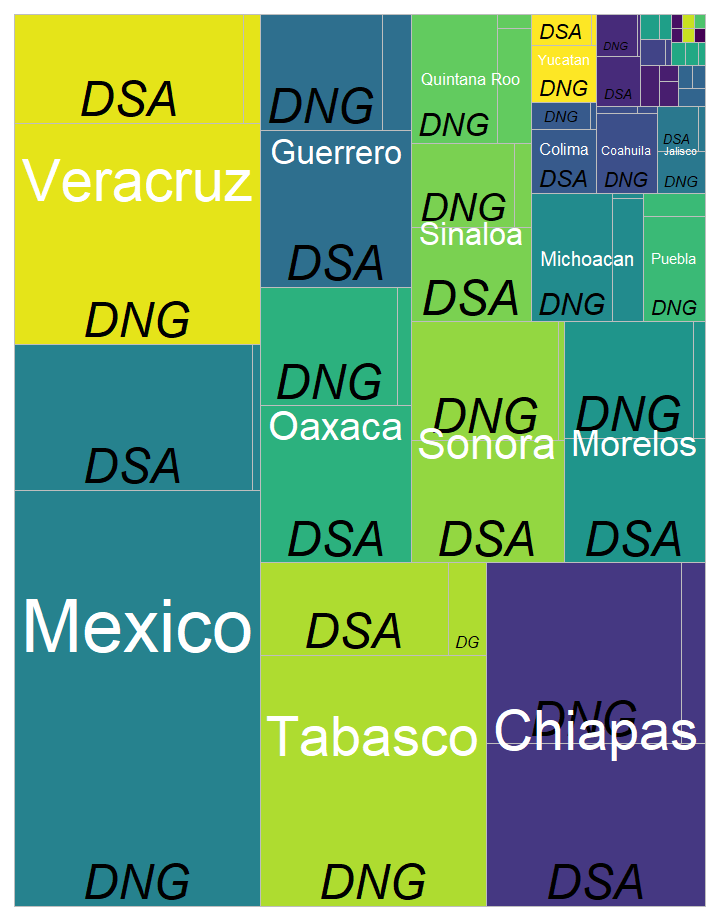 DSA
Veracruz
DNG
DSA
Mexico
DNG
DNG
Guerrero
DSA
DNG
Oaxaca
DSA
DSA
DG
Tabasco
DNG
Quintana Roo
DNG
DNG
Sinaloa
DSA
DNG
Sonora
DSA
DNG
Morelos
DSA
DNG
Chiapas
DSA
DSA
Yucatan
DNG
DNG
Colima
DSA
DNG
DSA
Coahuila
DNG
DSA
Jalisco
DNG
Michoacan
DNG
Puebla
DNG